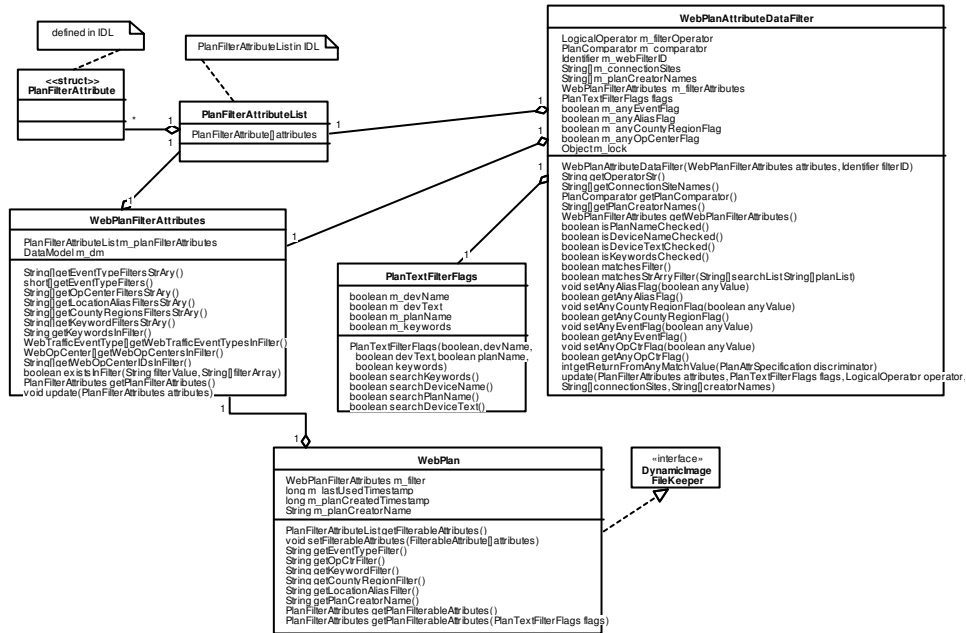 defined in IDL
PlanFilterAttributeList in IDL
<<struct>>
PlanFilterAttribute
*
1
PlanFilterAttributeList
PlanFilterAttribute[] attributes
1
1
1
1
1
1
1
WebPlanAttributeDataFilter
LogicalOperator m_filterOperator
PlanComparator m_comparator
Identifier m_webFilterID
String[] m_connectionSites
String[] m_planCreatorNames
WebPlanFilterAttributes m_filterAttributes
PlanTextFilterFlags flags
boolean m_anyEventFlag
boolean m_anyAliasFlag
boolean m_anyCountyRegionFlag
boolean m_anyOpCenterFlag
Object m_lock
WebPlanAttributeDataFilter(WebPlanFilterAttributes attributes, Identifier filterID)
String getOperatorStr()
String[] getConnectionSiteNames()
PlanComparator getPlanComparator()
String[] getPlanCreatorNames()
WebPlanFilterAttributes getWebPlanFilterAttributes()
boolean isPlanNameChecked()
boolean isDeviceNameChecked()
boolean isDeviceTextChecked()
boolean isKeywordsChecked()
boolean matchesFilter()
boolean matchesStrArryFilter(String[] searchList String[] planList)
void setAnyAliasFlag(boolean anyValue)
boolean getAnyAliasFlag()
void setAnyCountyRegionFlag(boolean anyValue)
boolean getAnyCountyRegionFlag()
void setAnyEventFlag(boolean anyValue)
boolean getAnyEventFlag()
void setAnyOpCtrFlag(boolean anyValue)
boolean getAnyOpCtrFlag()
int getReturnFromAnyMatchValue(PlanAttrSpecification discriminator)
update(PlanFilterAttributes attributes, PlanTextFilterFlags flags, LogicalOperator operator,
String[] connectionSites, String[] creatorNames)
WebPlanFilterAttributes
PlanFilterAttributeList m_planFilterAttributes
DataModel m_dm
String[] getEventTypeFiltersStrAry()
short[] getEventTypeFilters()
String[] getOpCenterFiltersStrAry()
String[] getLocationAliasFiltersStrAry()
String[] getCountyRegionsFiltersStrAry()
String[] getKeywordFiltersStrAry()
String getKeywordsInFilter()
WebTrafficEventType[] getWebTrafficEventTypesInFilter()
WebOpCenter[] getWebOpCentersInFilter()
String[] getWebOpCenterIDsInFilter()
boolean existsInFilter(String filterValue, String[] filterArray)
PlanFilterAttributes getPlanFilterAttributes()
void update(PlanFilterAttributes attributes)
1
PlanTextFilterFlags
boolean m_devName
boolean m_devText
boolean m_planName
boolean m_keywords
PlanTextFilterFlags(boolean, devName,
boolean devText, boolean planName,
boolean keywords)
boolean searchKeywords()
boolean searchDeviceName()
boolean searchPlanName()
boolean searchDeviceText()
1
1
WebPlan
WebPlanFilterAttributes m_filter
long m_lastUsedTimestamp
long m_planCreatedTimestamp
String m_planCreatorName
PlanFilterAttributeList getFilterableAttributes()
void setFilterableAttributes(FilterableAttribute[] attributes)
String getEventTypeFilter()
String getOpCtrFilter()
String getKeywordFilter()
String getCountyRegionFilter()
String getLocationAliasFilter()
String getPlanCreatorName()
PlanFilterAttributes getPlanFilterableAttributes()
PlanFilterAttributes getPlanFilterableAttributes(PlanTextFilterFlags flags)
«interface»
DynamicImage
FileKeeper